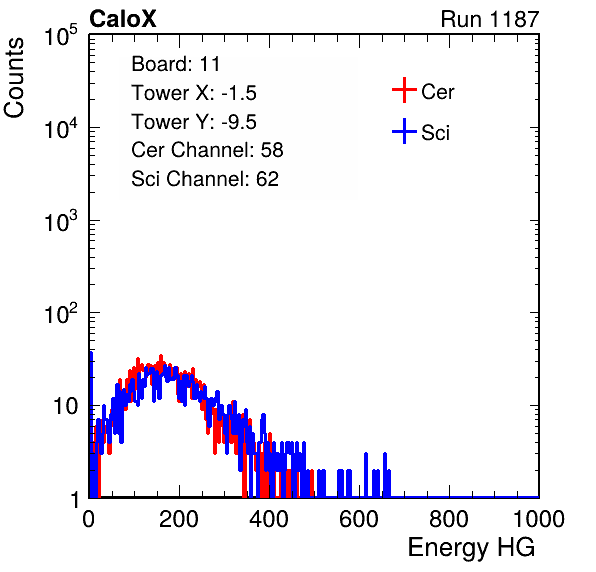 CaloX Run 1187
Counts
10^5
10^4
10^3
10^2
10
1
Board: 11
Tower X: -1.5
Tower Y: -9.5
Cer Channel: 58
Sci Channel: 62
Cer
Sci
0 200 400 600 800 1000
Energy HG